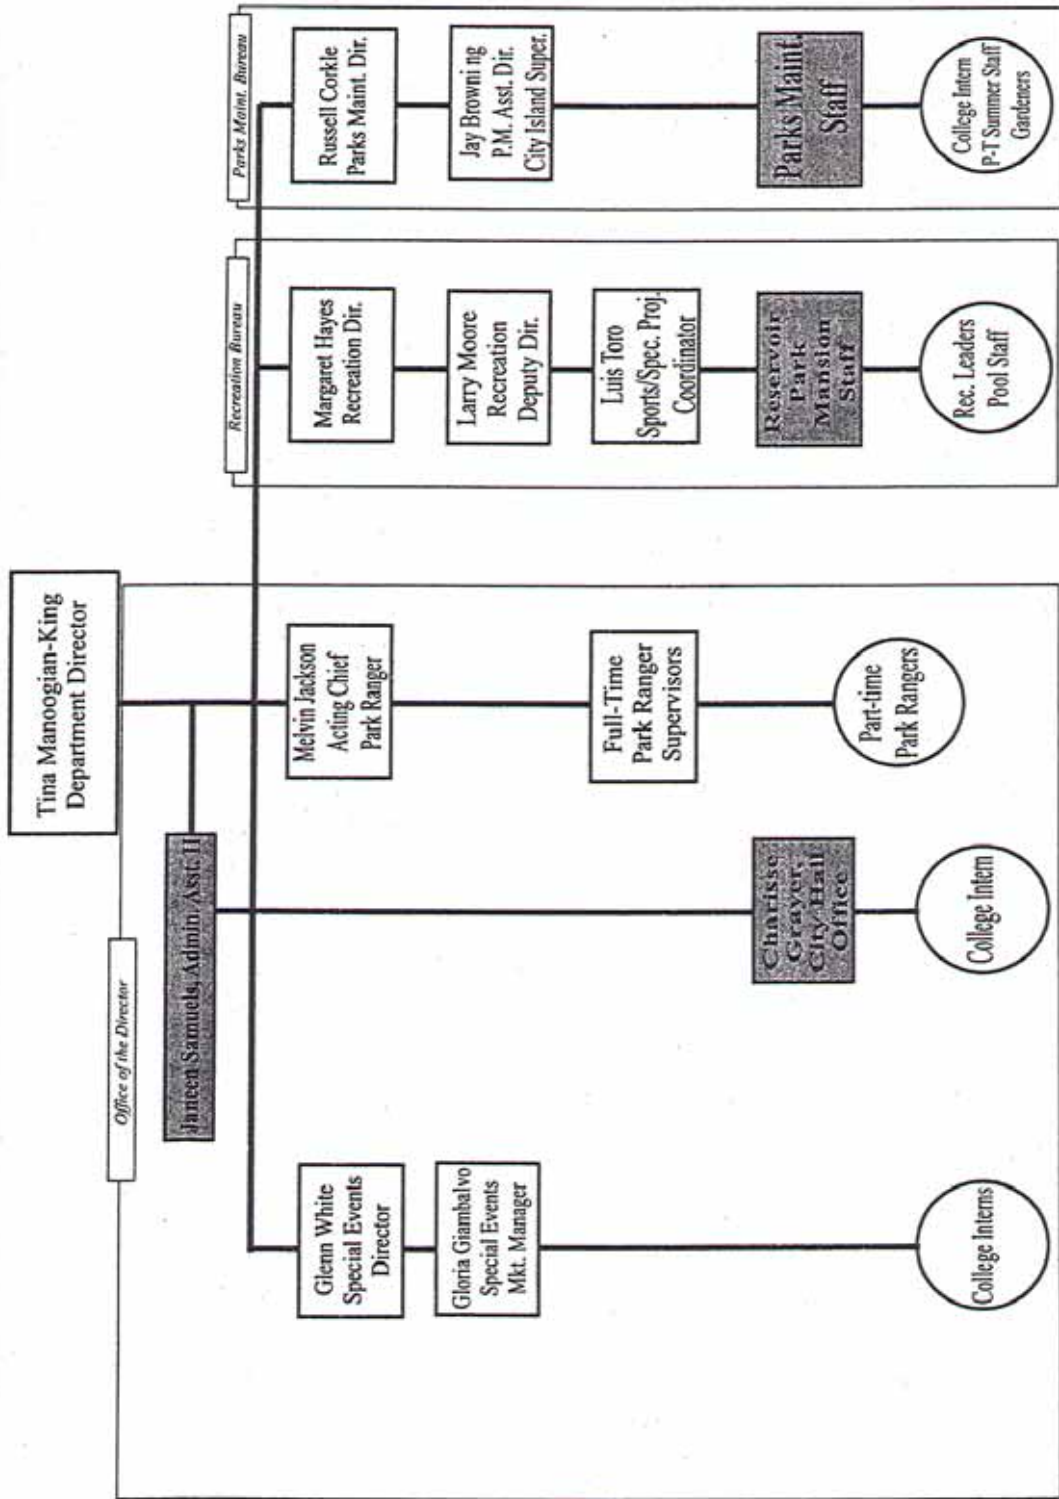 Tina Manoogian-King
Department Director
Office of the Director
Janeen Samuels, Admin. Asst. II
Glenn White
Special Events
Director
Gloria Giambalvo
Special Events
Mkt. Manager
College Interns
Charisse
Grayer,
City Hall
Office
College Intern
Melvin Jackson
Acting Chief
Park Ranger
Full-Time
Park Ranger
Supervisors
Part-time
Park Rangers
Recreation Bureau
Margaret Hayes
Recreation Dir.
Larry Moore
Recreation
Deputy Dir.
Luis Toro
Sports/Spec. Proj.
Coordinator
Reservoir
Park
Mansion
Staff
Rec. Leaders
Pool Staff
Parks Maint. Bureau
Russell Corkle
Parks Maint. Dir.
Jay Browni ng
P.M. Asst. Dir.
City Island Super.
Parks Maint.
Staff
College Intern
P-T Summer Staff
Gardeners